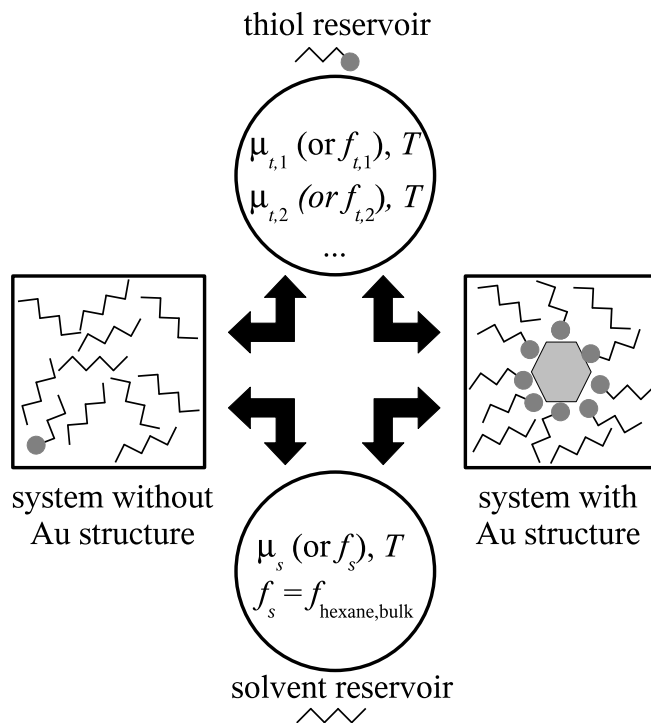 thiol reservoir
μt,1 (or ft,1), T
μt,2 (or ft,2), T
...
system without
Au structure
system with
Au structure
μs (or fs), T
fs = fhexane,bulk
solvent reservoir